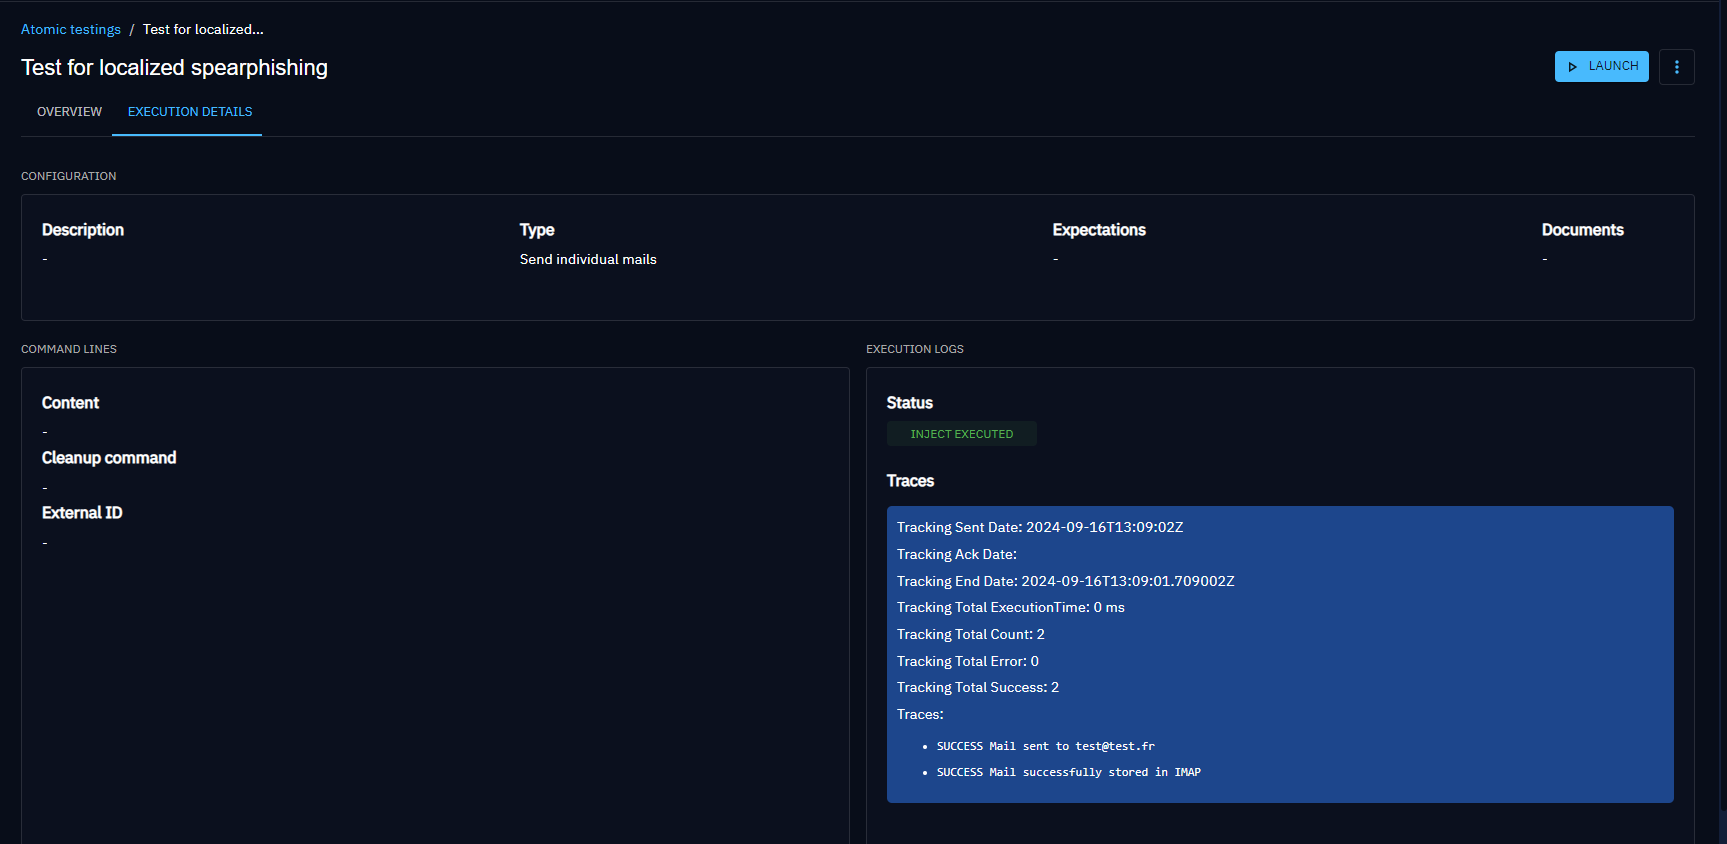 Atomic testings / Test for localized...
Test for localized spearphishing
LAUNCH
OVERVIEW EXECUTION DETAILS
CONFIGURATION
Description Type Expectations Documents
- Send individual mails - -
COMMAND LINES
Content
-
Cleanup command
-
External ID
-
EXECUTION LOGS
Status
INJECT EXECUTED
Traces
Tracking Sent Date: 2024-09-16T13:09:02Z
Tracking Ack Date:
Tracking End Date: 2024-09-16T13:09:01.709002Z
Tracking Total ExecutionTime: 0 ms
Tracking Total Count: 2
Tracking Total Error: 0
Tracking Total Success: 2
Traces:
• SUCCESS Mail sent to test@test.fr
• SUCCESS Mail successfully stored in IMAP